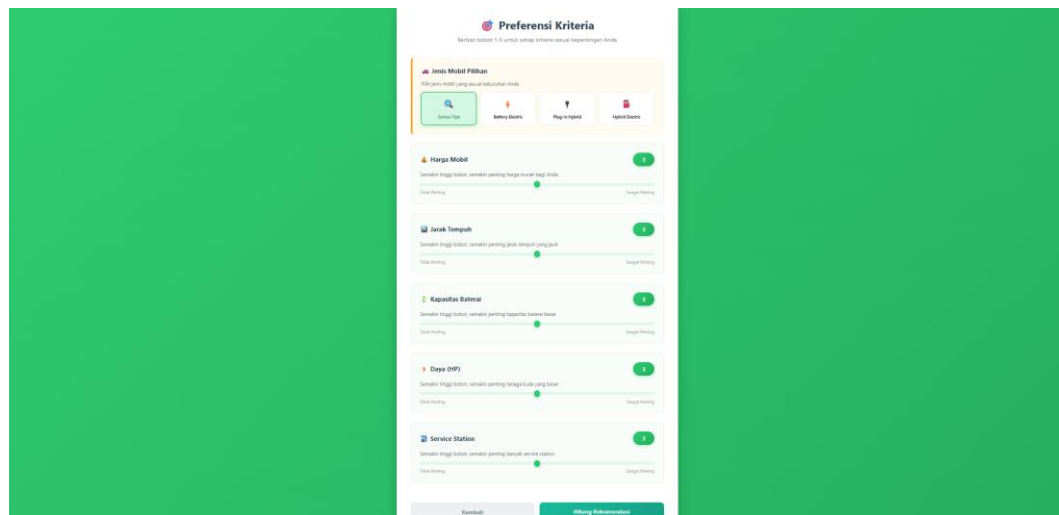 Preferensi Kriteria
Berikan bobot 1-5 untuk setiap kriteria sesuai kepentingan Anda
Jenis Mobil Pilihan
Pilih jenis mobil yang sesuai kebutuhan Anda
Semua Tipe
Battery Electric
Plug-in Hybrid
Hybrid Electric
Harga Mobil
3
Semakin tinggi bobot, semakin penting harga murah bagi Anda
Tidak Penting
Sangat Penting
Jarak Tempuh
3
Semakin tinggi bobot, semakin penting jarak tempuh yang jauh
Tidak Penting
Sangat Penting
Kapasitas Baterai
3
Semakin tinggi bobot, semakin penting kapasitas baterai besar
Tidak Penting
Sangat Penting
Daya (HP)
3
Semakin tinggi bobot, semakin penting tenaga kuda yang besar
Tidak Penting
Sangat Penting
Service Station
3
Semakin tinggi bobot, semakin penting banyak service station
Tidak Penting
Sangat Penting
Kembali
Hitung Rekomendasi